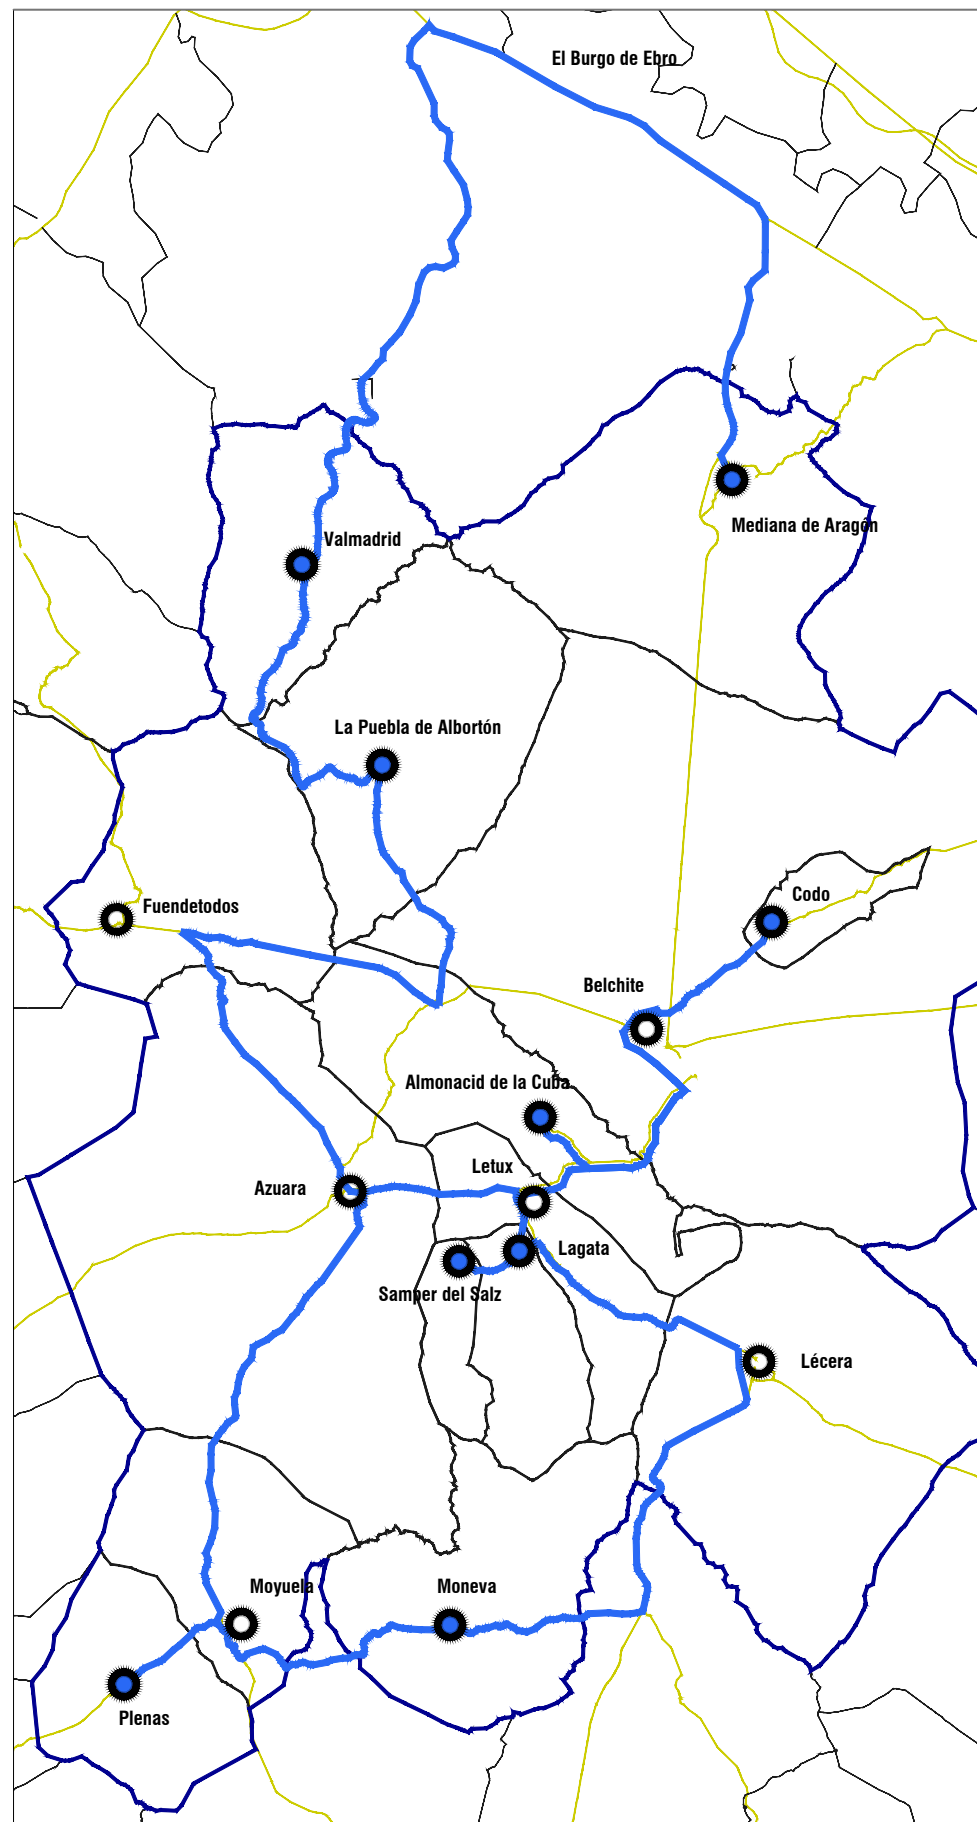 El Burgo de Ebro
Mediana de Aragón
Valmadrid
La Puebla de Albortón
Codo
Fuendetodos
Belchite
Almonacid de la Cuba
Letux
Azuara
Lagata
Samper del Salz
Lécera
Moyuela
Moneva
Plenas